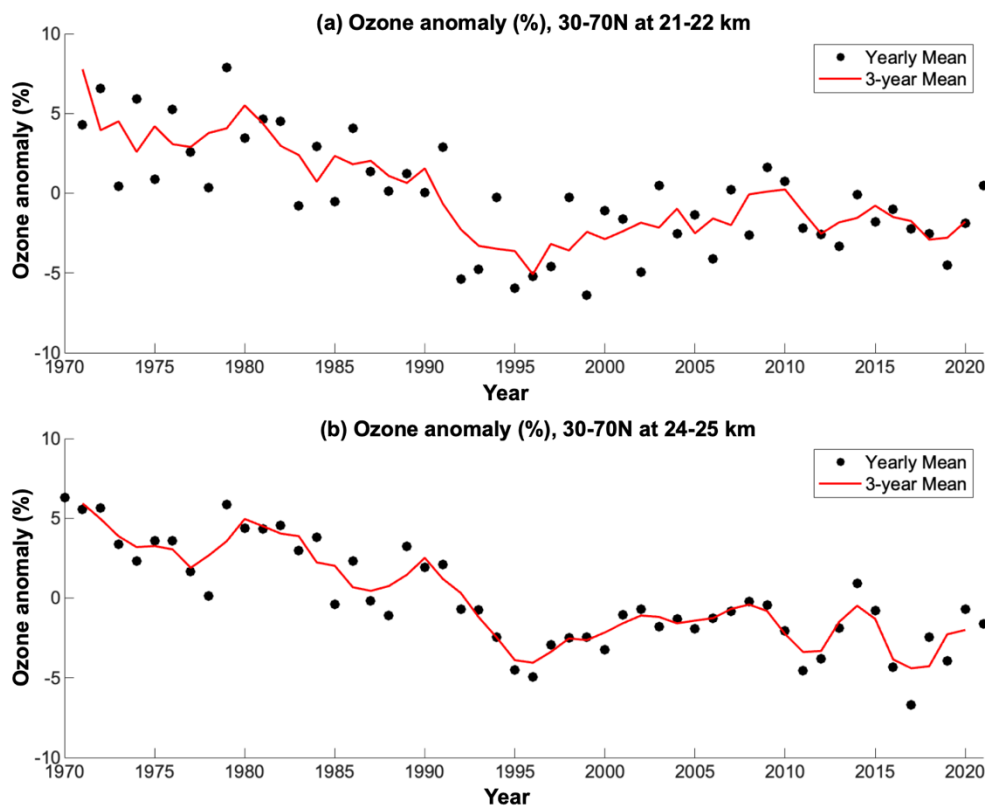 (a) Ozone anomaly (%), 30-70N at 21-22 km
10
Yearly Mean
3-year Mean
5
0
-5
-10
Ozone anomaly (%)
1970 1975 1980 1985 1990 1995 2000 2005 2010 2015 2020
Year
(b) Ozone anomaly (%), 30-70N at 24-25 km
10
Yearly Mean
3-year Mean
5
0
-5
-10
Ozone anomaly (%)
1970 1975 1980 1985 1990 1995 2000 2005 2010 2015 2020
Year